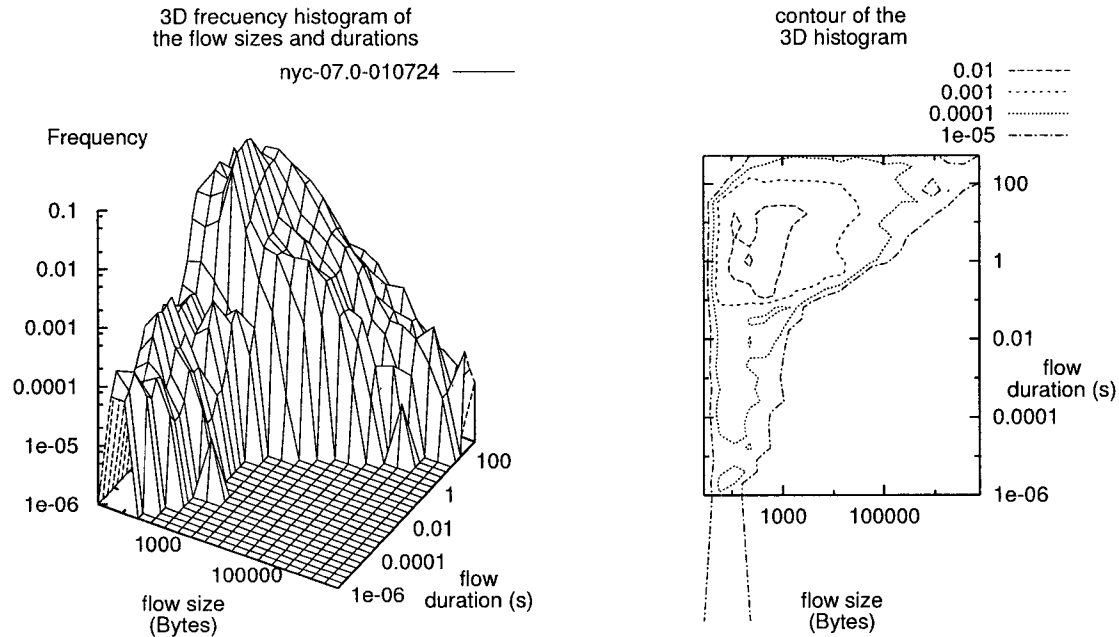 3D frecuency histogram of
the flow sizes and durations
nyc-07.0-010724
Frequency
0.1
0.01
0.001
0.0001
1e-05
1e-06
1000
100000
flow size
(Bytes)
1e-06
0.0001
0.01
1
100
flow
duration (s)
contour of the
3D histogram
0.01
0.001
0.0001
1e-05
100
1
0.01
flow
duration (s)
0.0001
1e-06
1000 100000
flow size
(Bytes)